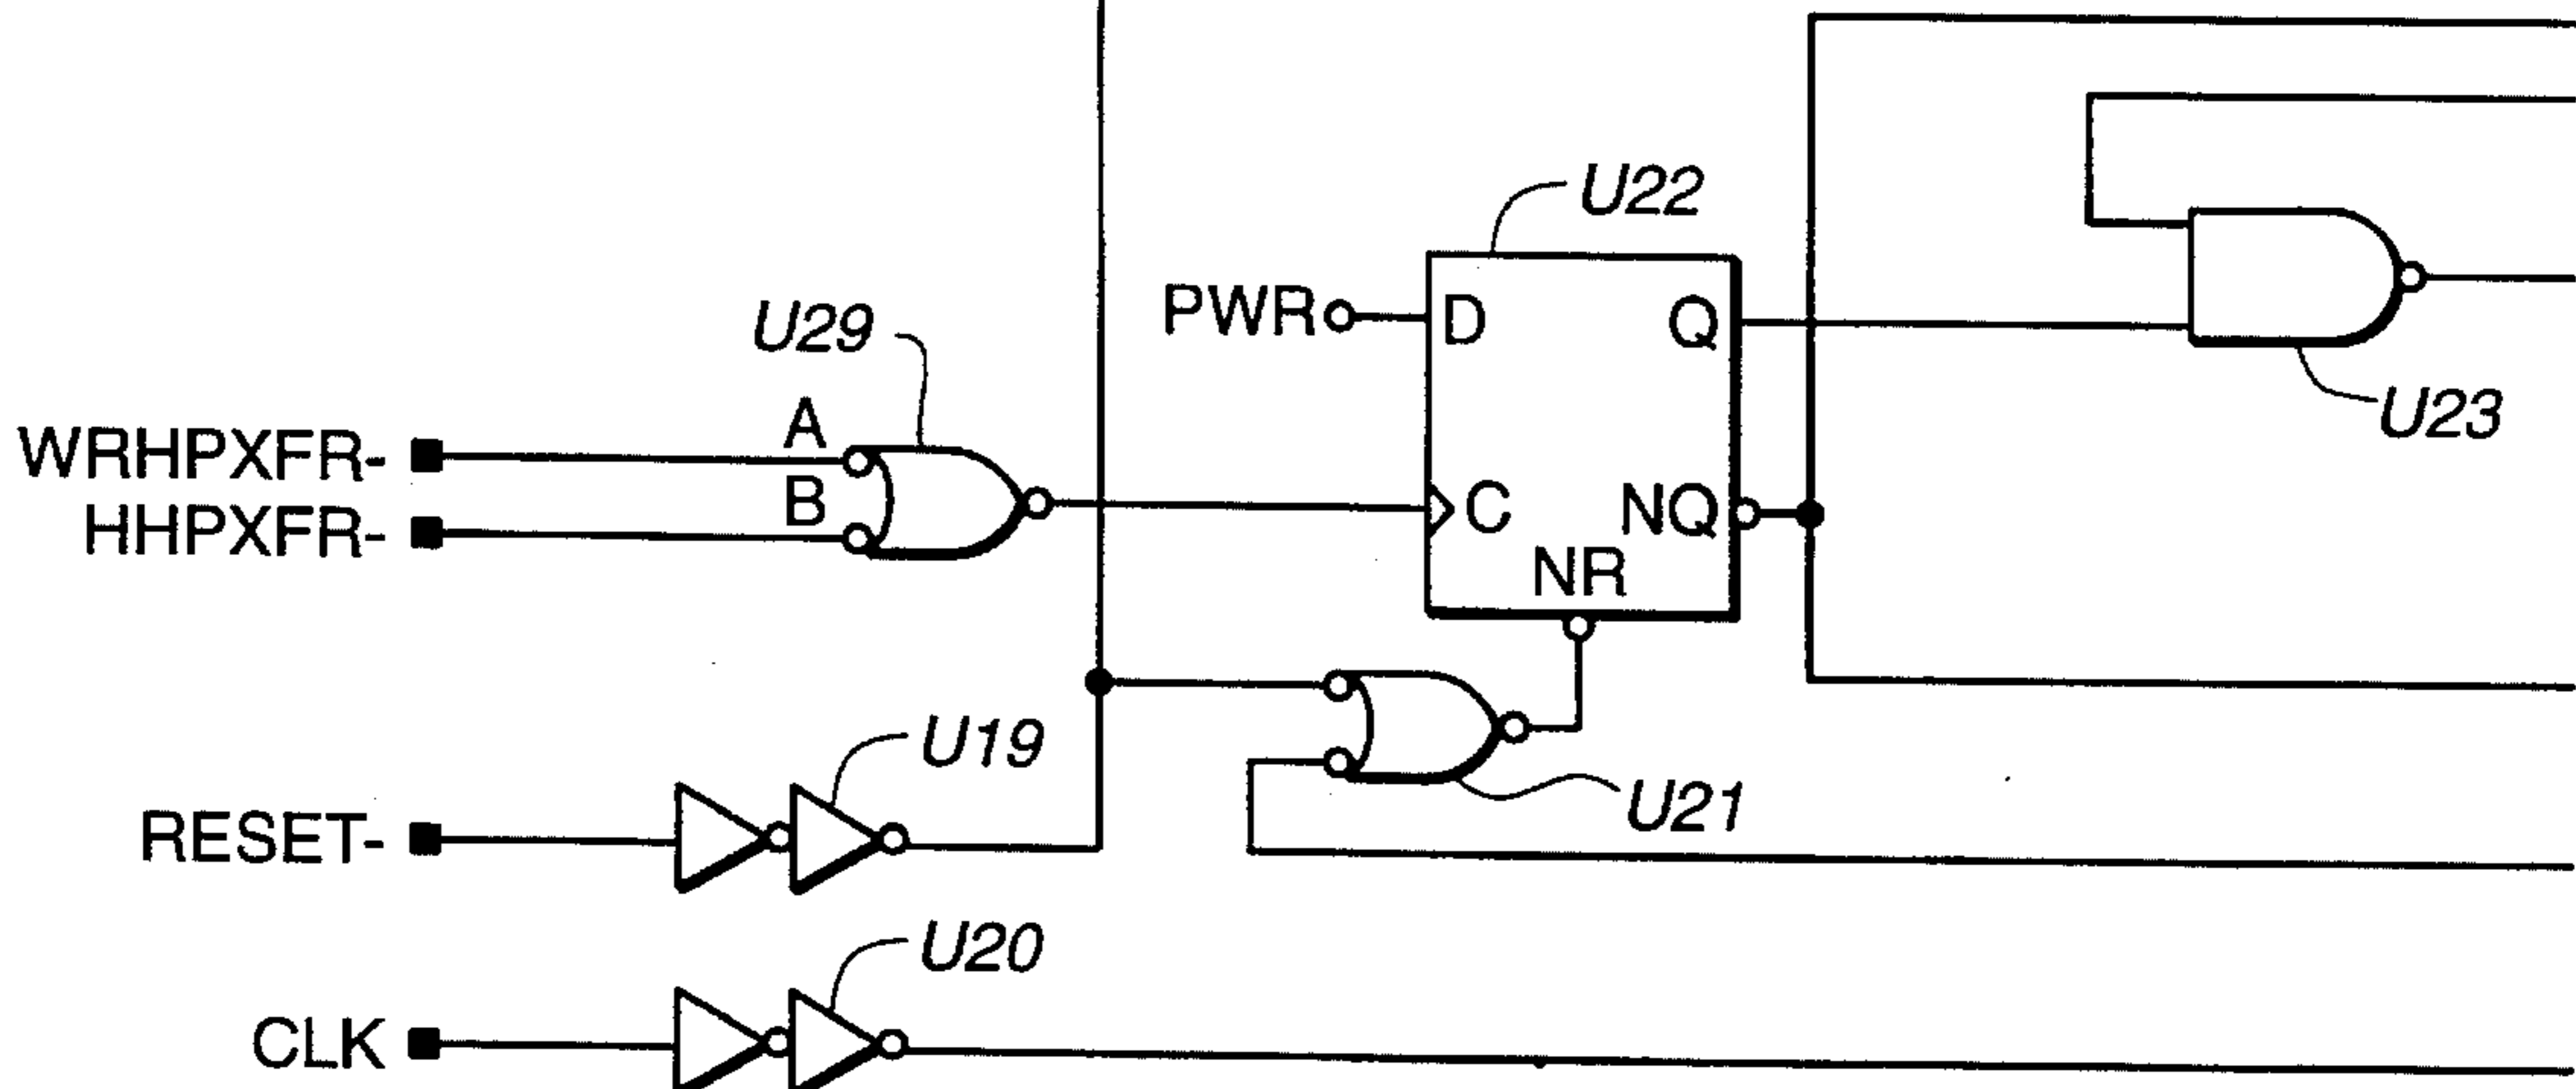 U22
U29
PWR
D
Q
A
WRHPXFR-
U23
B
HHPXFR-
C
NQ
NR
U19
RESET-
U21
U20
CLK